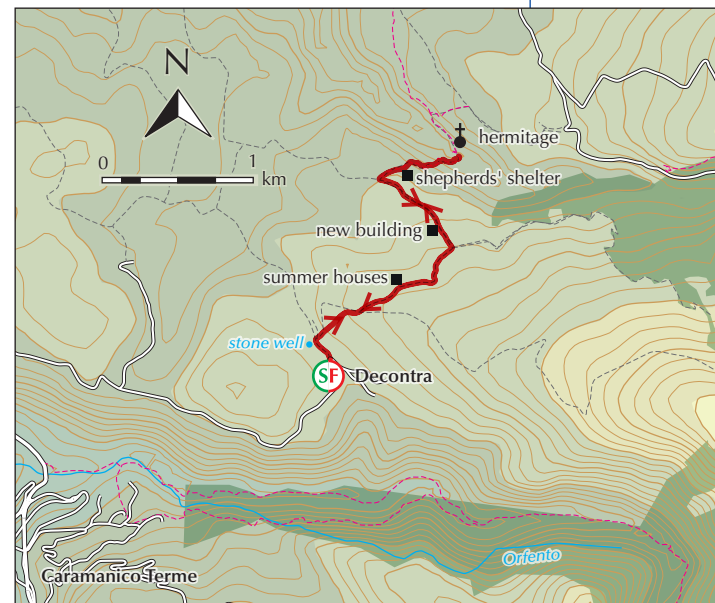 N
0 1
km
hermitage
shepherds' shelter
new building
summer houses
stone well
SF Decontra
Orfento
Caramanico Terme